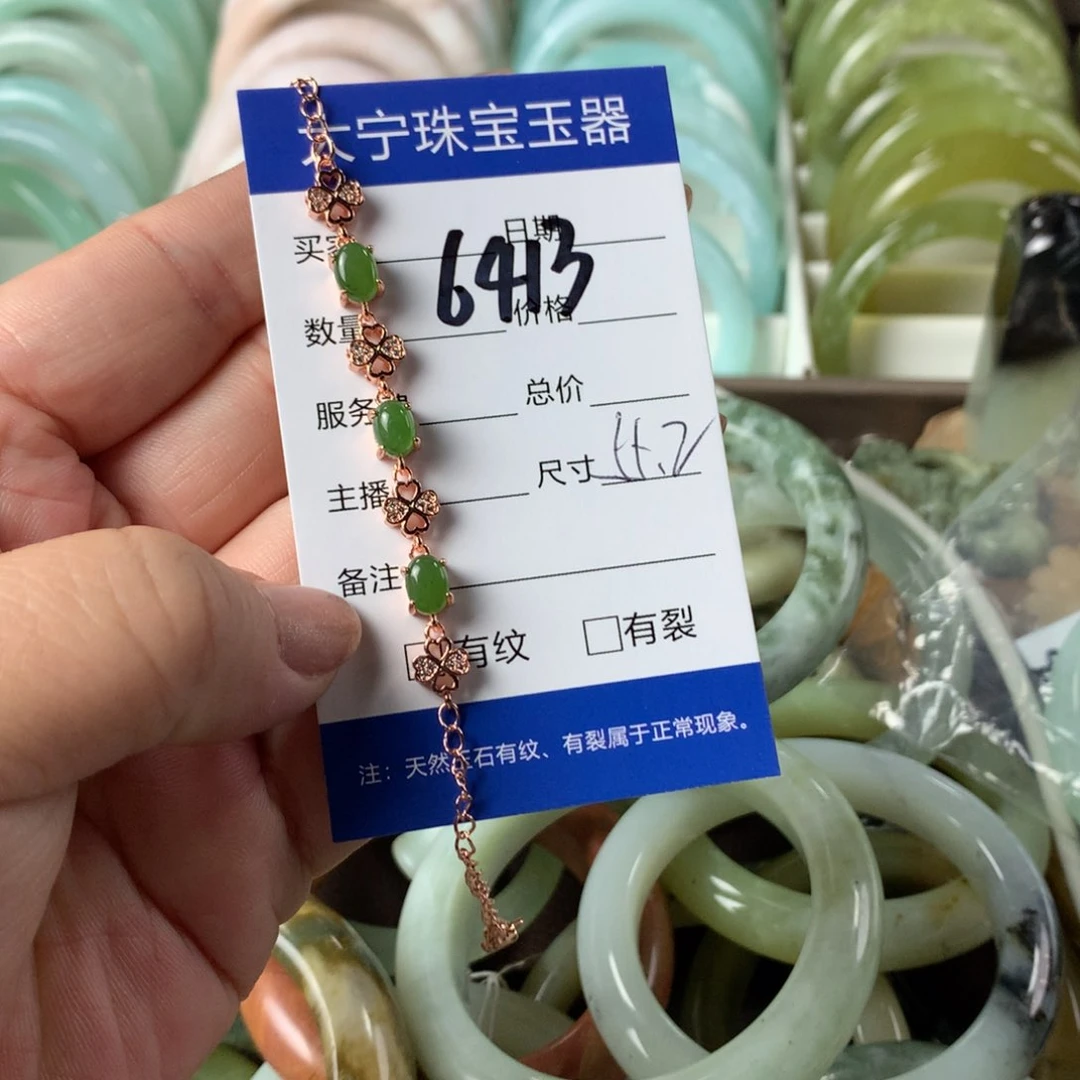 宁珠宝玉器
买 日期
6413
数量 价格
服务 总价
主播 尺寸
备注
有纹 有裂
注：天然玉石有纹、有裂属于正常现象。